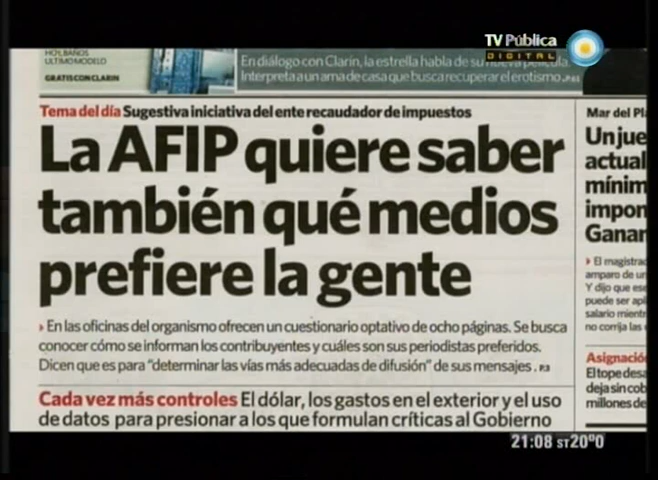 TV Pública
DIGITAL
HOY, BAÑOS
ULTIMO MODELO
GRATIS CON CLARIN
En diálogo con Clarín, la estrella habla de su nueva película.
Interpreta a un ama de casa que busca recuperar el erotismo
Tema del día Sugestiva iniciativa del ente recaudador de impuestos
La AFIP quiere saber
también qué medios
prefiere la gente
En las oficinas del organismo ofrecen un cuestionario optativo de ocho páginas. Se busca
conocer cómo se informan los contribuyentes y cuáles son sus periodistas preferidos.
Dicen que es para "determinar las vías más adecuadas de difusión" de sus mensajes. P.3
Cada vez más controles El dólar, los gastos en el exterior y el uso
de datos para presionar a los que formulan críticas al Gobierno
Mar del Pl
Un jue
actual
mínim
impon
Ganar
El magistra
amparo de un
Y dijo que ese
puede ser apl
salario mientr
no corrija las
Asignació
El tope desa
deja sin cob
millones de
21:08 ST 20º0